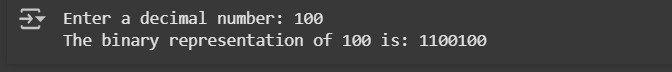 Enter a decimal number: 100
The binary representation of 100 is: 1100100